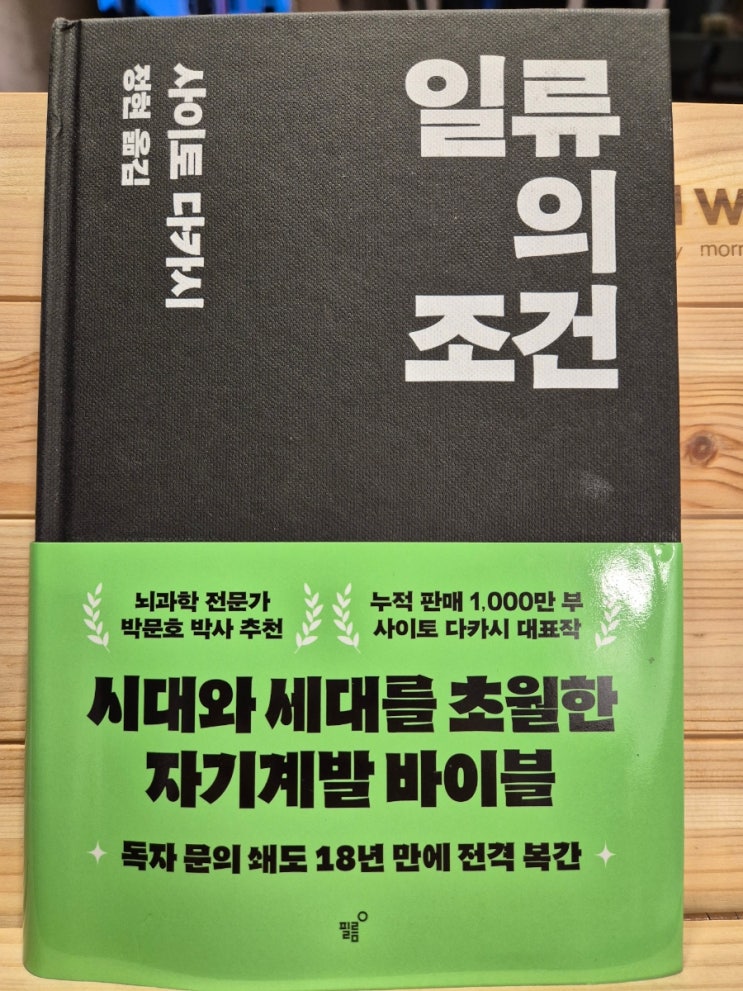 일류
의
조건
사이토 다카시
정현 옮김
뇌과학 전문가
박문호 박사 추천
누적 판매 1,000만 부
사이토 다카시 대표작
시대와 세대를 초월한
자기계발 바이블
독자 문의 쇄도 18년 만에 전격 복간
필름